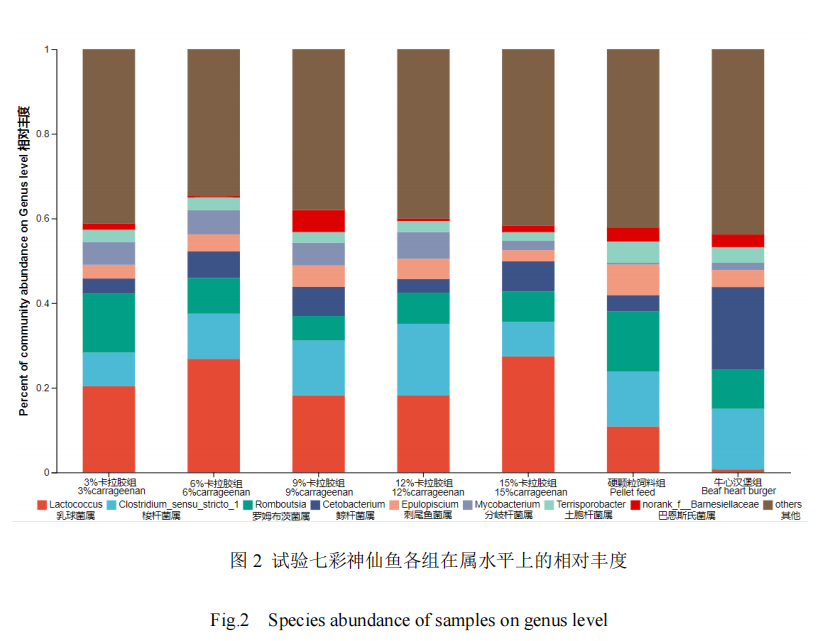 Percent of community abundance on Genus level 相对丰度
1
0.8
0.6
0.4
0.2
0
3%卡拉胶组 6%卡拉胶组 9%卡拉胶组 12%卡拉胶组 15%卡拉胶组 硬颗粒饲料组 牛心汉堡组
3%carrageenan 6%carrageenan 9%carrageenan 12%carrageenan 15%carrageenan Pellet feed Beaf heart burger
Lactococcus Clostridium_sensu_stricto_1 Romboutsia Cetobacterium Epulopiscium Mycobacterium Terrisporobacter norank_f__Barnesiellaceae others
乳球菌属 梭杆菌属 罗姆布茨菌属 鲸杆菌属 刺尾鱼菌属 分岐杆菌属 土胞杆菌属 巴恩斯氏菌属 其他
图 2 试验七彩神仙鱼各组在属水平上的相对丰度
Fig.2 Species abundance of samples on genus level